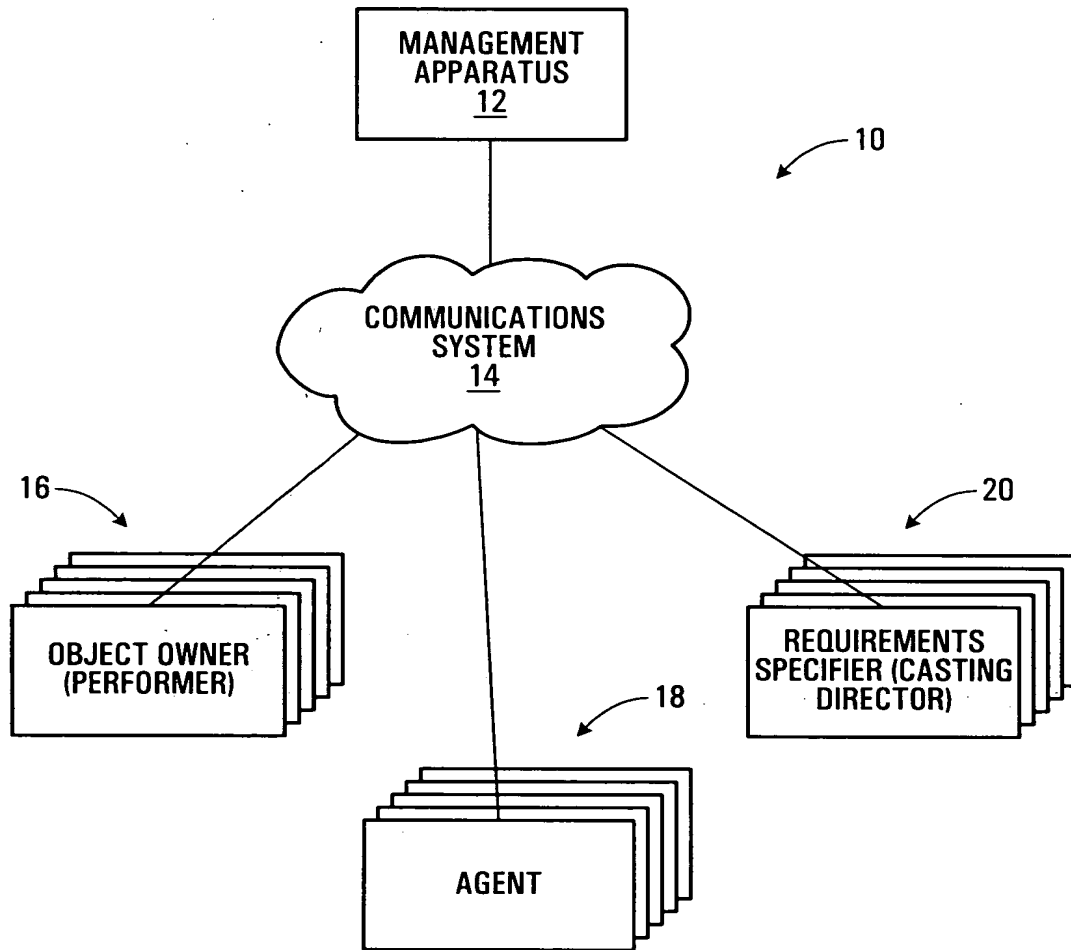 MANAGEMENT
APPARATUS
12
10
COMMUNICATIONS
SYSTEM
14
16
20
OBJECT OWNER
(PERFORMER)
REQUIREMENTS
SPECIFIER (CASTING
DIRECTOR)
18
AGENT